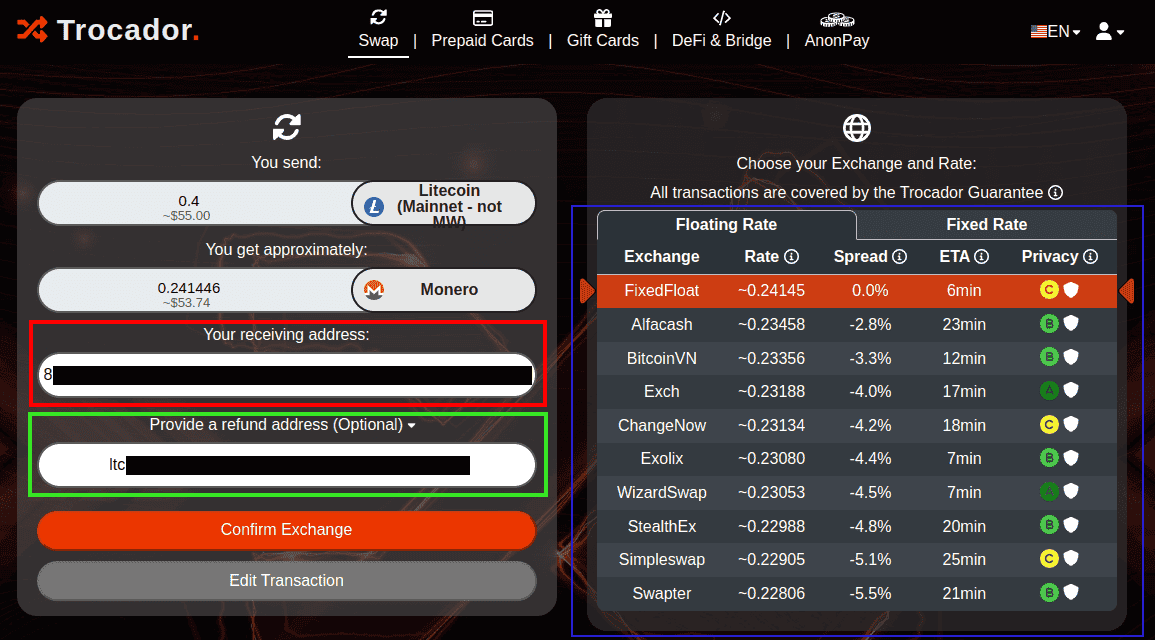 Trocador.
Swap | Prepaid Cards | Gift Cards | DeFi & Bridge | AnonPay
EN
You send:
0.4
~$55.00
Litecoin
(Mainnet - not
MW)
You get approximately:
0.241446
~$53.74
Monero
Your receiving address:
8
Provide a refund address (Optional)
ltc
Confirm Exchange
Edit Transaction
Choose your Exchange and Rate:
All transactions are covered by the Trocador Guarantee
Floating Rate Fixed Rate
Exchange Rate Spread ETA Privacy
FixedFloat ~0.24145 0.0% 6min C
Alfacash ~0.23458 -2.8% 23min B
BitcoinVN ~0.23356 -3.3% 12min B
Exch ~0.23188 -4.0% 17min A
ChangeNow ~0.23134 -4.2% 18min C
Exolix ~0.23080 -4.4% 7min B
WizardSwap ~0.23053 -4.5% 7min A
StealthEx ~0.22988 -4.8% 20min B
Simpleswap ~0.22905 -5.1% 25min C
Swapter ~0.22806 -5.5% 21min B